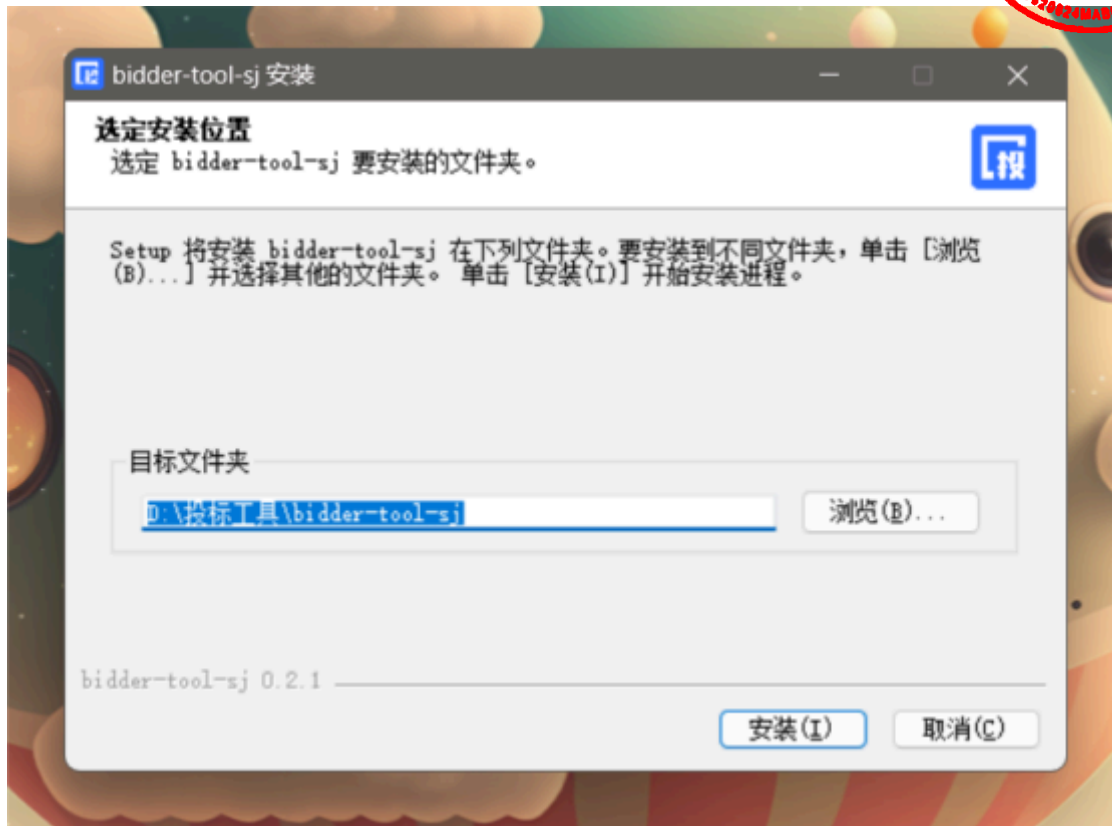 bidder-tool-sj 安装
选定安装位置
选定 bidder-tool-sj 要安装的文件夹。
投
Setup 将安装 bidder-tool-sj 在下列文件夹。要安装到不同文件夹，单击 [浏览
(B)...] 并选择其他的文件夹。 单击 [安装(I)] 开始安装进程。
目标文件夹
D:\投标工具\bidder-tool-sj
浏览(B)...
bidder-tool-sj 0.2.1
安装(I)
取消(C)